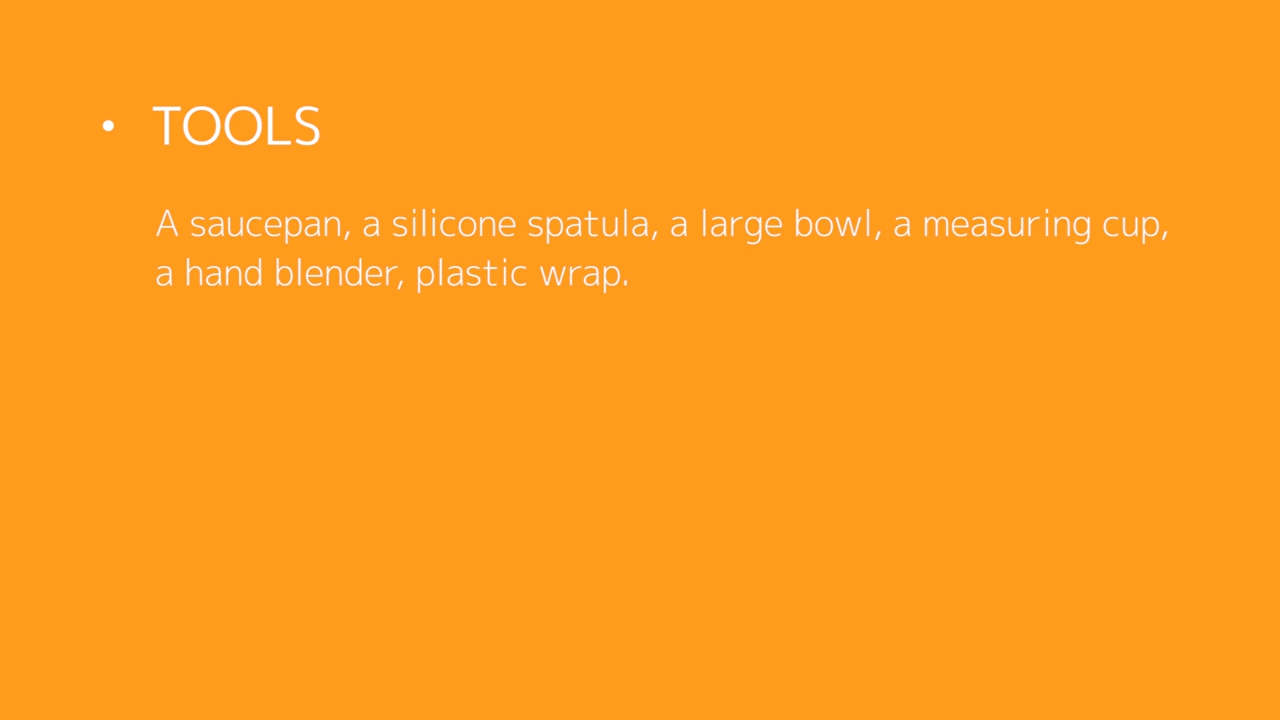 • TOOLS
A saucepan, a silicone spatula, a large bowl, a measuring cup,
a hand blender, plastic wrap.